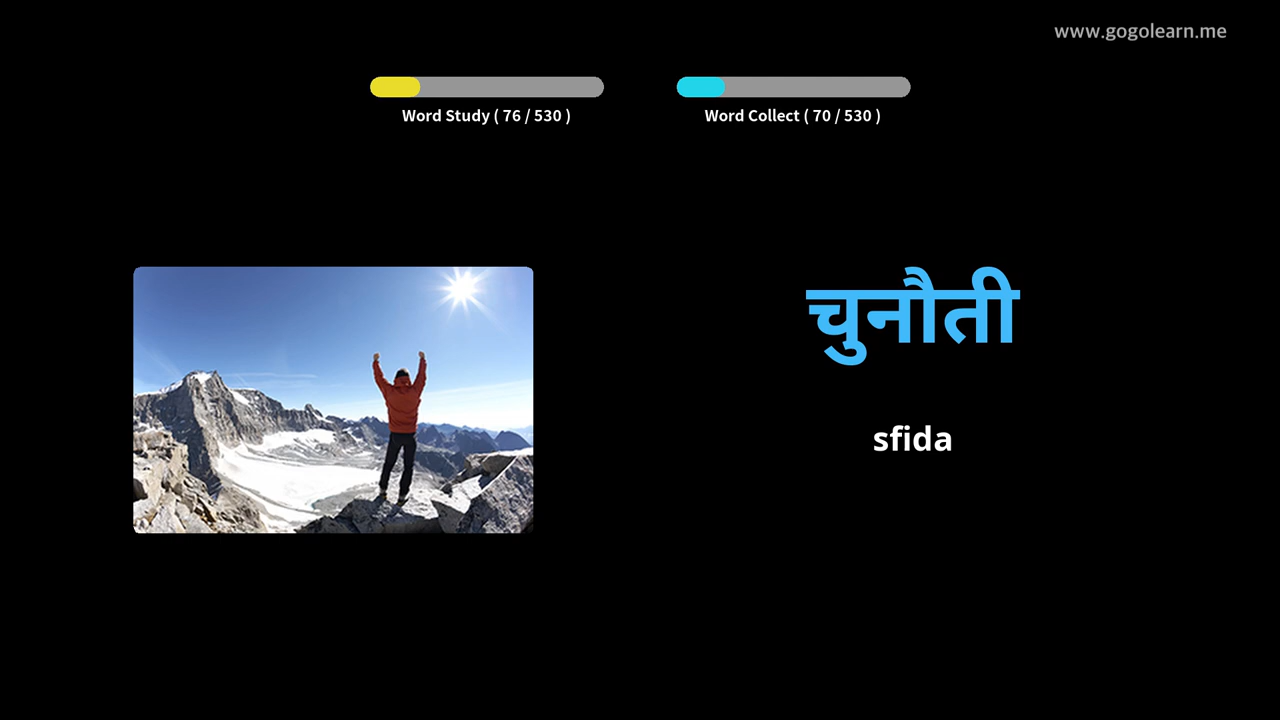 www.gogolearn.me
Word Study ( 76 / 530 )
Word Collect ( 70 / 530 )
चुनौती
sfida